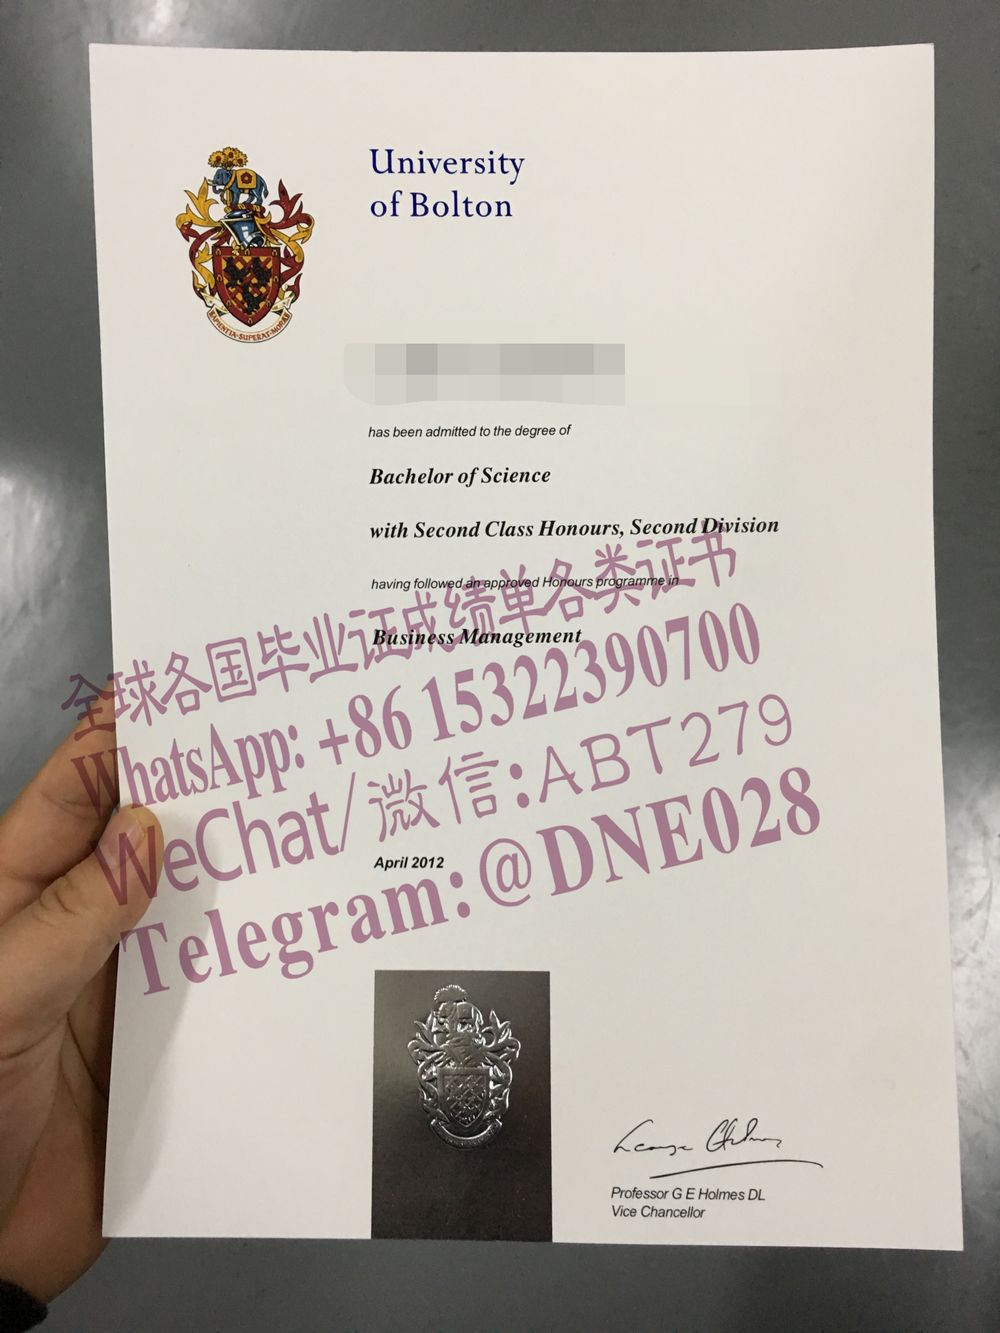 University
of Bolton
SAPIENTIA·SUPERAT·MORAS
has been admitted to the degree of
Bachelor of Science
with Second Class Honours, Second Division
having followed an approved Honours programme in
Business Management
全球各国毕业证成绩单各类证书
WhatsApp: +86 15322390700
WeChat/微信:ABT279
April 2012
Telegram:@DNE028
Professor G E Holmes DL
Vice Chancellor